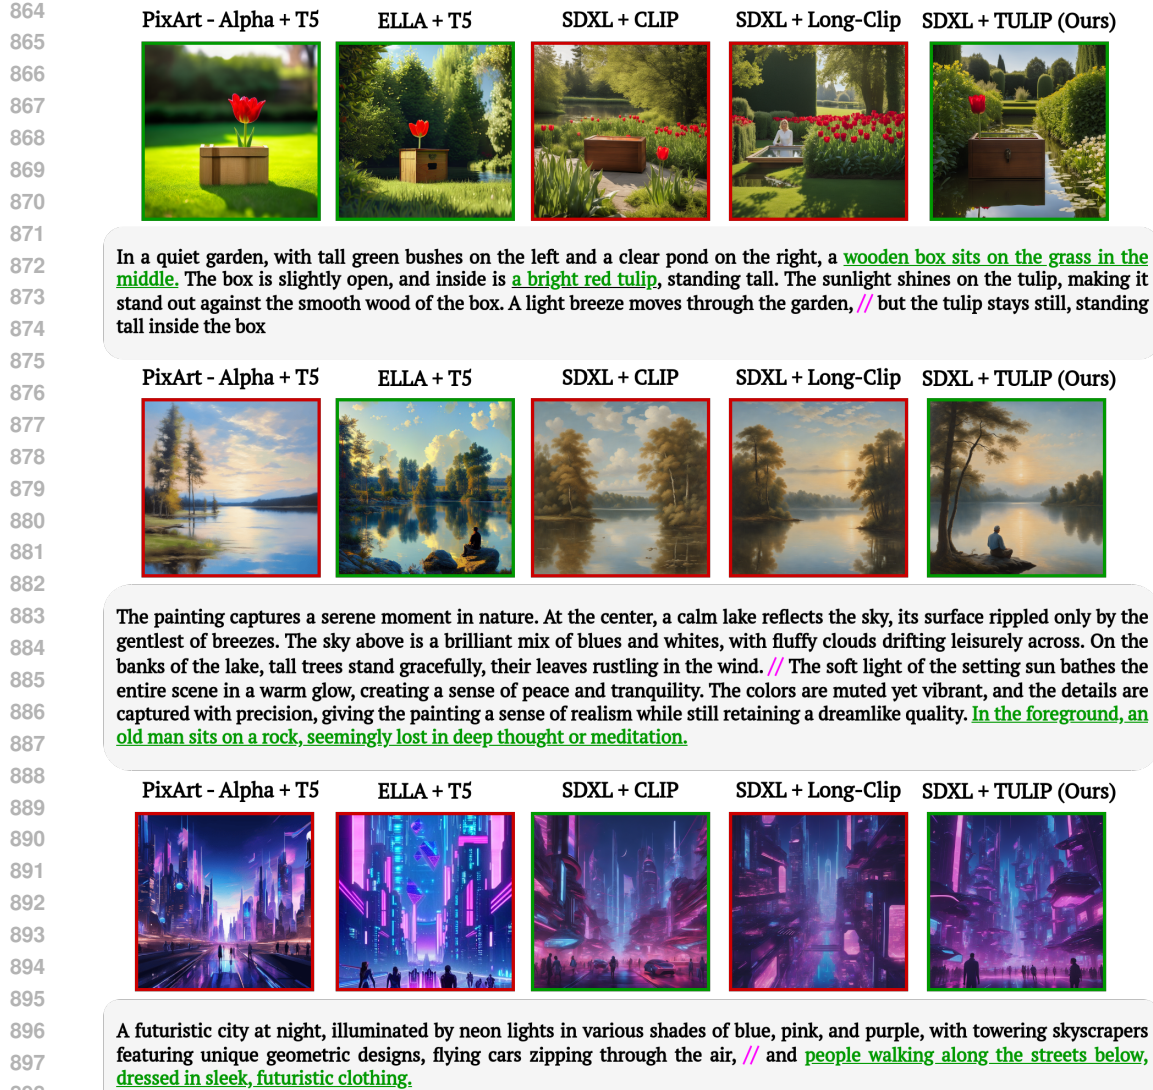 864
PixArt - Alpha + T5 ELLA + T5 SDXL + CLIP SDXL + Long-Clip SDXL + TULIP (Ours)
865
866
867
868
869
870
871
In a quiet garden, with tall green bushes on the left and a clear pond on the right, a wooden box sits on the grass in the
872
middle. The box is slightly open, and inside is a bright red tulip, standing tall. The sunlight shines on the tulip, making it
873
stand out against the smooth wood of the box. A light breeze moves through the garden, // but the tulip stays still, standing
874
tall inside the box
875
PixArt - Alpha + T5 ELLA + T5 SDXL + CLIP SDXL + Long-Clip SDXL + TULIP (Ours)
876
877
878
879
880
881
882
883
The painting captures a serene moment in nature. At the center, a calm lake reflects the sky, its surface rippled only by the
884
gentlest of breezes. The sky above is a brilliant mix of blues and whites, with fluffy clouds drifting leisurely across. On the
banks of the lake, tall trees stand gracefully, their leaves rustling in the wind. // The soft light of the setting sun bathes the
885
entire scene in a warm glow, creating a sense of peace and tranquility. The colors are muted yet vibrant, and the details are
886
captured with precision, giving the painting a sense of realism while still retaining a dreamlike quality. In the foreground, an
887
old man sits on a rock, seemingly lost in deep thought or meditation.
888
PixArt - Alpha + T5 ELLA + T5 SDXL + CLIP SDXL + Long-Clip SDXL + TULIP (Ours)
889
890
891
892
893
894
895
896
A futuristic city at night, illuminated by neon lights in various shades of blue, pink, and purple, with towering skyscrapers
897
featuring unique geometric designs, flying cars zipping through the air, // and people walking along the streets below,
dressed in sleek, futuristic clothing.